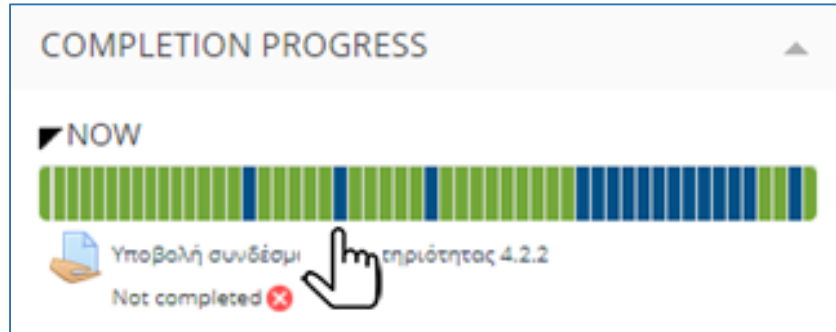 COMPLETION PROGRESS
NOW
Υποβολή 4.2.2
Not completed